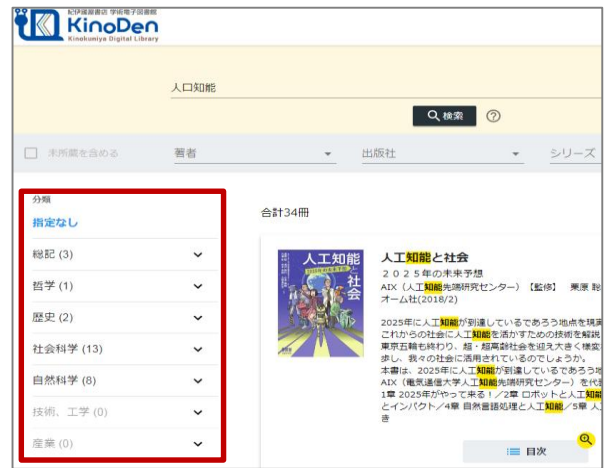 紀伊國屋書店 学術電子図書館
KinoDen
Kinokuniya Digital Library
人口知能
検索
未所蔵を含める
著者
出版社
シリーズ
分類
指定なし
総記 (3)
哲学 (1)
歴史 (2)
社会科学 (13)
自然科学 (8)
技術、工学 (0)
産業 (0)
合計34冊
人工知能と社会
2025年の未来予想
人工知能と社会
２０２５年の未来予想
AIX（人工知能先端研究センター）【監修】 栗原 聡
オーム社(2018/2)
2025年に人工知能が到達しているであろう地点を現実
これからの社会に人工知能を活かすための技術を解説
東京五輪も終わり、超・超高齢社会を迎え大きく様変
歩し、我々の社会に活用されているのでしょうか。
本書は、2025年に人工知能が到達しているであろう地
AIX（電気通信大学人工知能先端研究センター）を代表
1章 2025年がやって来る！／2章 ロボットと人工知能
とインパクト／4章 自然言語処理と人工知能／5章 人工
き
目次